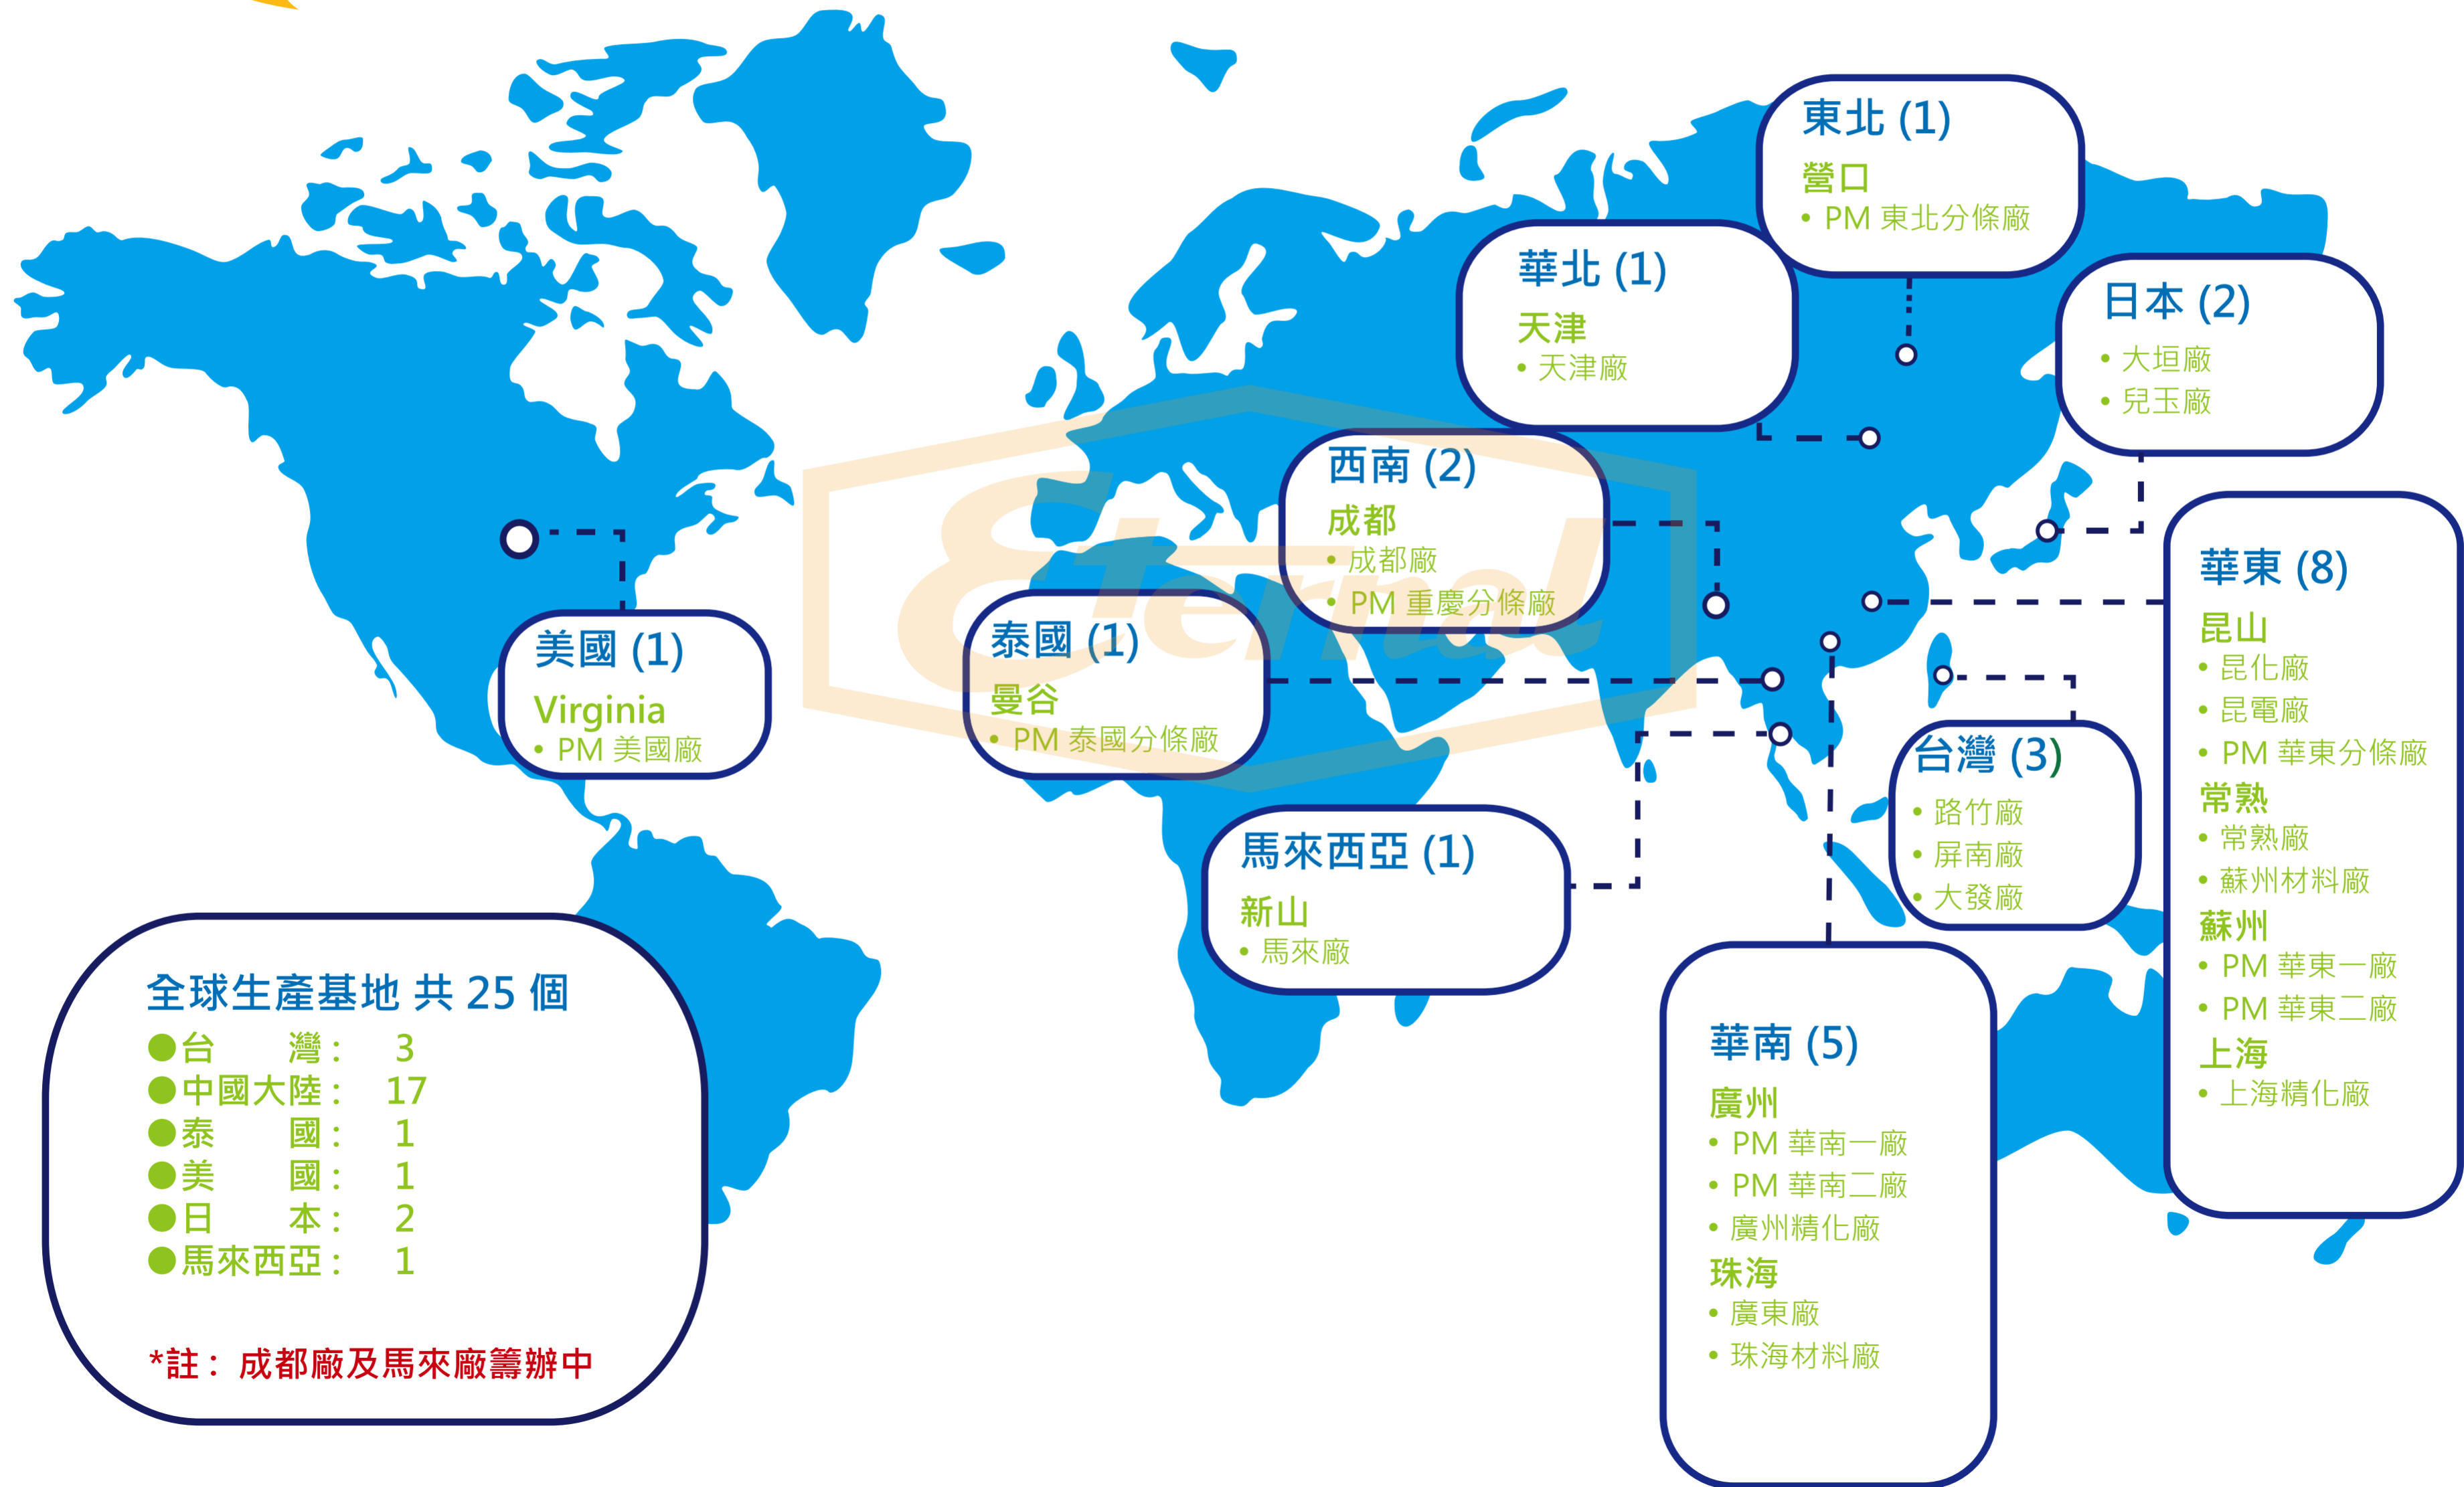 東北 (1)
營口
• PM 東北分條廠
華北 (1)
天津
• 天津廠
日本 (2)
• 大垣廠
• 兒玉廠
西南 (2)
成都
• 成都廠
• PM 重慶分條廠
華東 (8)
昆山
• 昆化廠
• 昆電廠
• PM 華東分條廠
常熟
• 常熟廠
• 蘇州材料廠
蘇州
• PM 華東一廠
• PM 華東二廠
上海
• 上海精化廠
美國 (1)
Virginia
• PM 美國廠
泰國 (1)
曼谷
• PM 泰國分條廠
Eternal
台灣 (3)
• 路竹廠
• 屏南廠
• 大發廠
馬來西亞 (1)
新山
• 馬來廠
華南 (5)
廣州
• PM 華南一廠
• PM 華南二廠
• 廣州精化廠
珠海
• 廣東廠
• 珠海材料廠
全球生產基地 共 25 個
●台 灣： 3
●中國大陸： 17
●泰 國： 1
●美 國： 1
●日 本： 2
●馬來西亞： 1
*註： 成都廠及馬來廠籌辦中